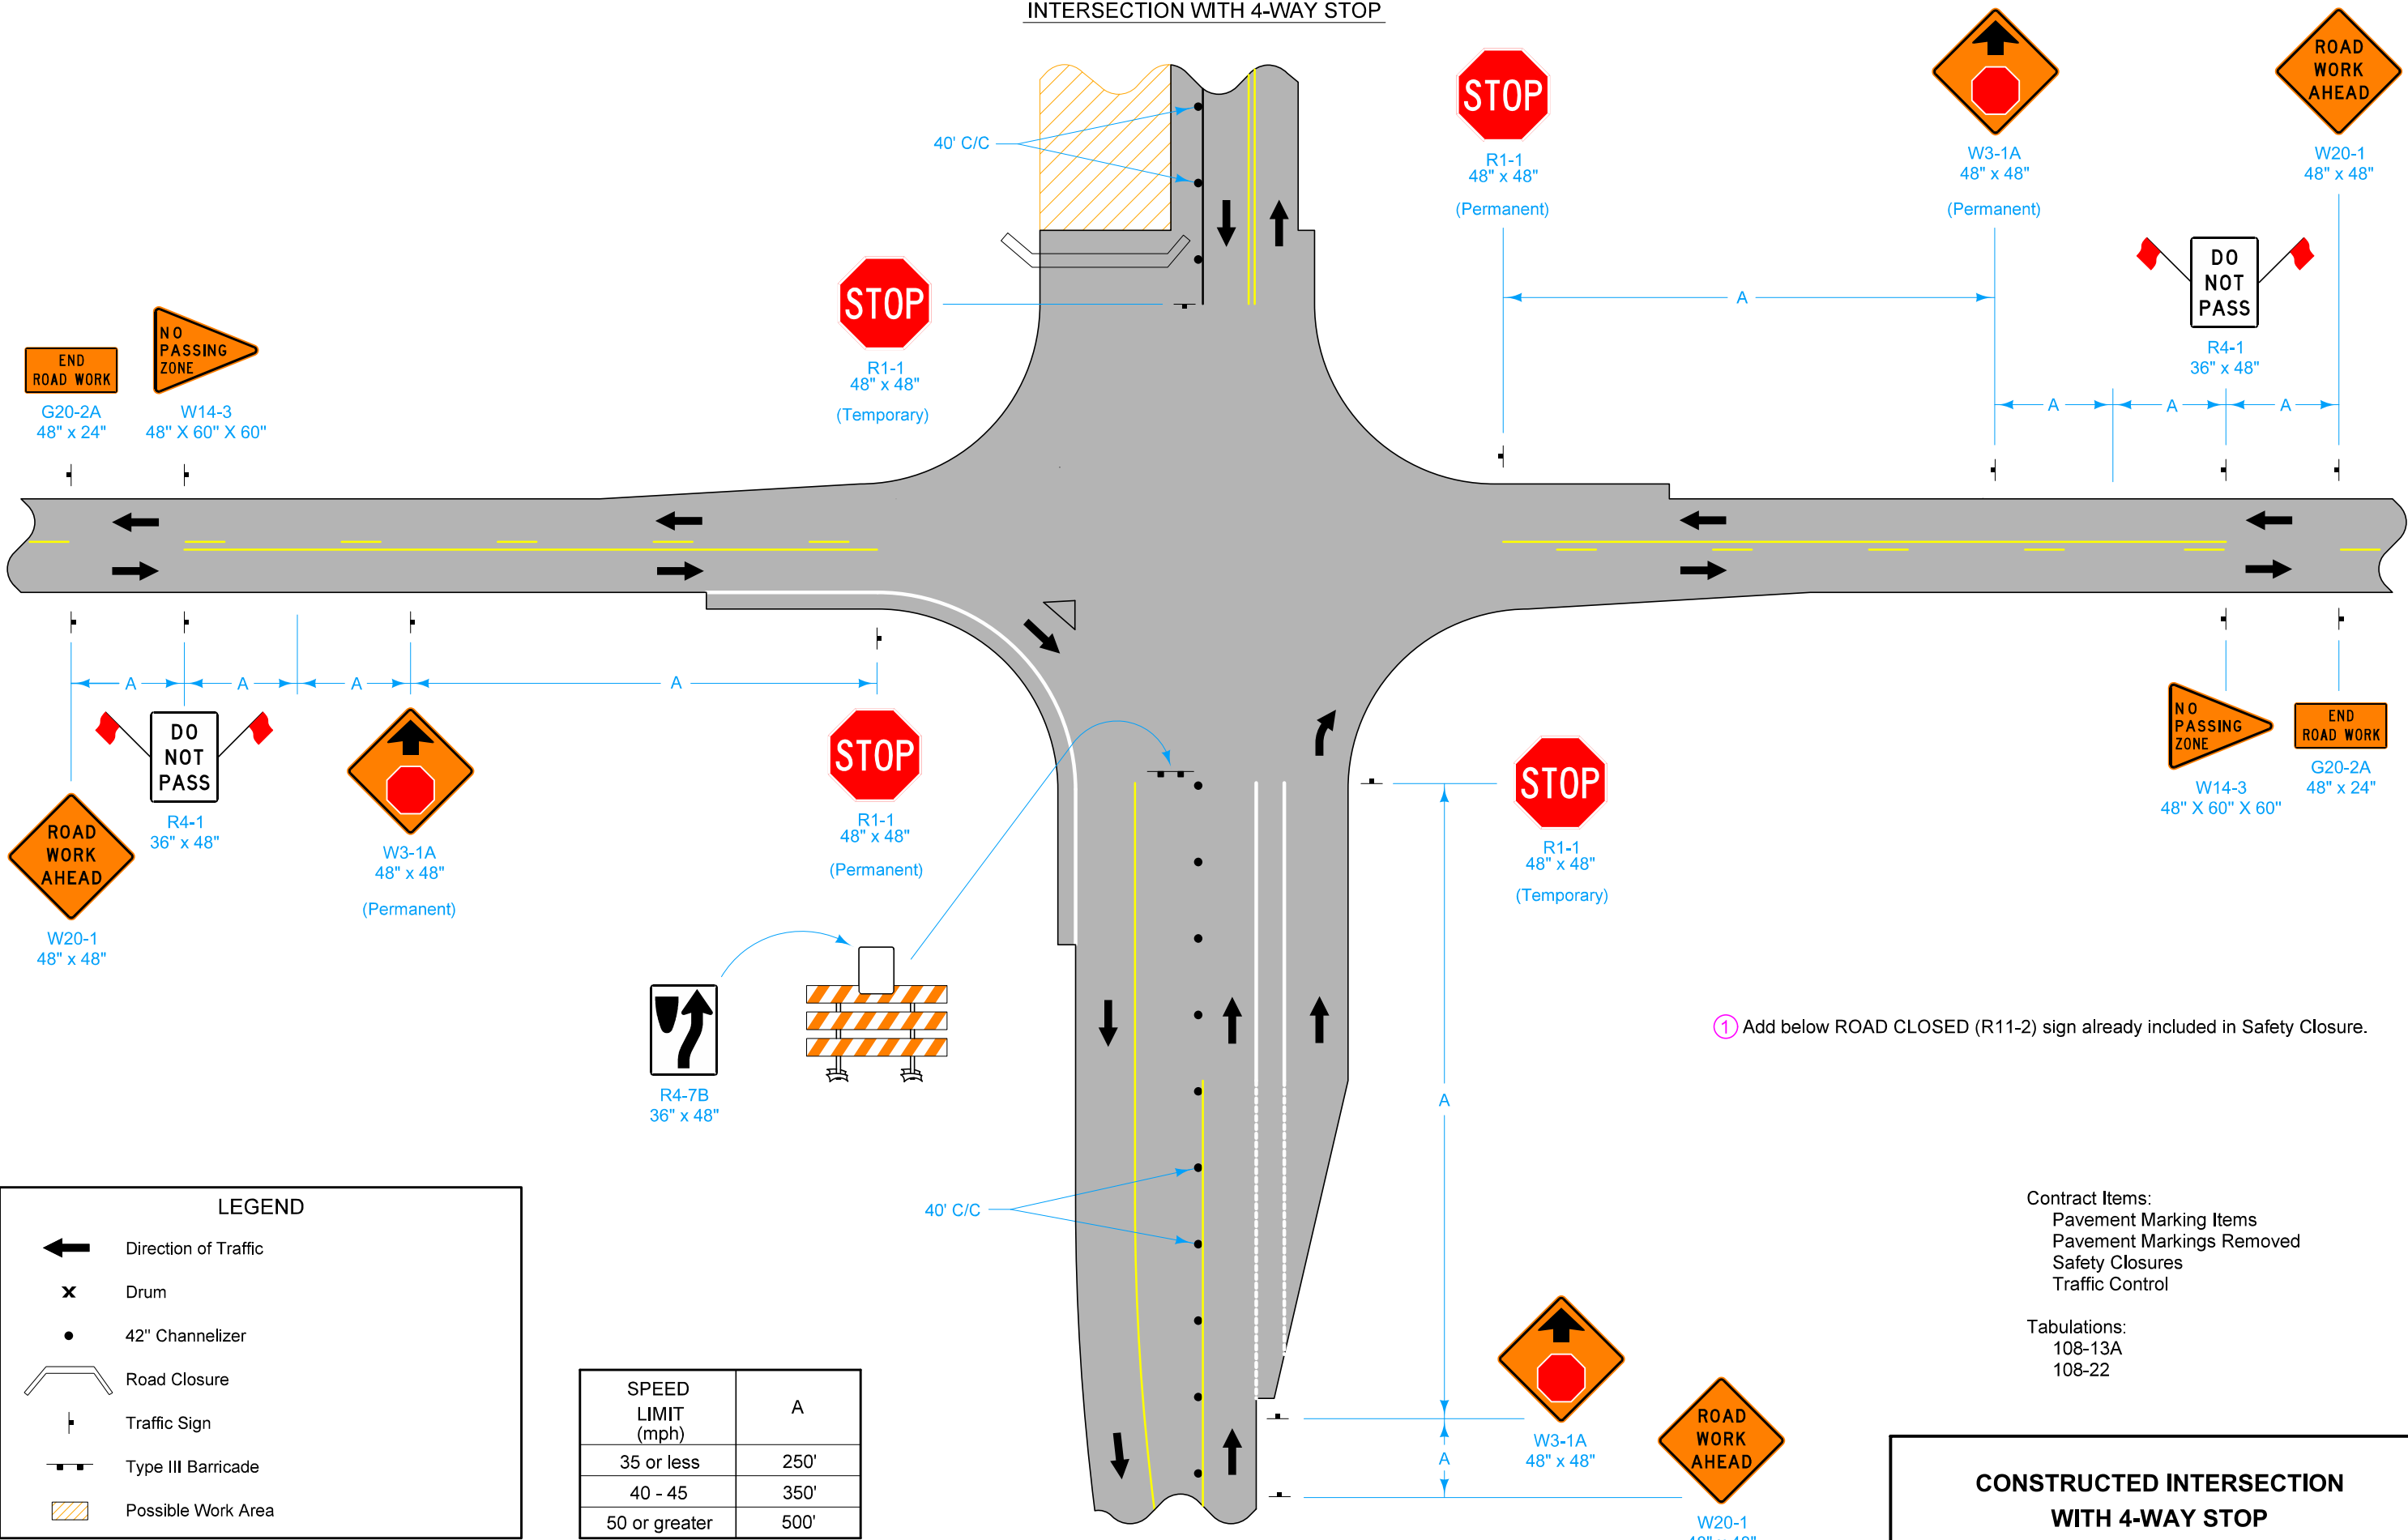 INTERSECTION WITH 4-WAY STOP
STOP
R1-1
48" x 48"
(Permanent)
W3-1A
48" x 48"
(Permanent)
ROAD
WORK
AHEAD
W20-1
48" x 48"
40' C/C
STOP
R1-1
48" x 48"
(Temporary)
A
DO
NOT
PASS
R4-1
36" x 48"
A
A
A
END
ROAD WORK
G20-2A
48" x 24"
NO
PASSING
ZONE
W14-3
48" X 60" X 60"
A
A
A
A
DO
NOT
PASS
R4-1
36" x 48"
ROAD
WORK
AHEAD
W20-1
48" x 48"
W3-1A
48" x 48"
(Permanent)
STOP
R1-1
48" x 48"
(Permanent)
STOP
R1-1
48" x 48"
(Temporary)
NO
PASSING
ZONE
W14-3
48" X 60" X 60"
END
ROAD WORK
G20-2A
48" x 24"
R4-7B
36" x 48"
1 Add below ROAD CLOSED (R11-2) sign already included in Safety Closure.
A
40' C/C
A
W3-1A
48" x 48"
ROAD
WORK
AHEAD
W20-1
48" x 48"
LEGEND
Direction of Traffic
x Drum
42" Channelizer
Road Closure
Traffic Sign
Type III Barricade
Possible Work Area
SPEED
LIMIT
(mph)
A
35 or less 250'
40 - 45 350'
50 or greater 500'
Contract Items:
Pavement Marking Items
Pavement Markings Removed
Safety Closures
Traffic Control
Tabulations:
108-13A
108-22
CONSTRUCTED INTERSECTION
WITH 4-WAY STOP